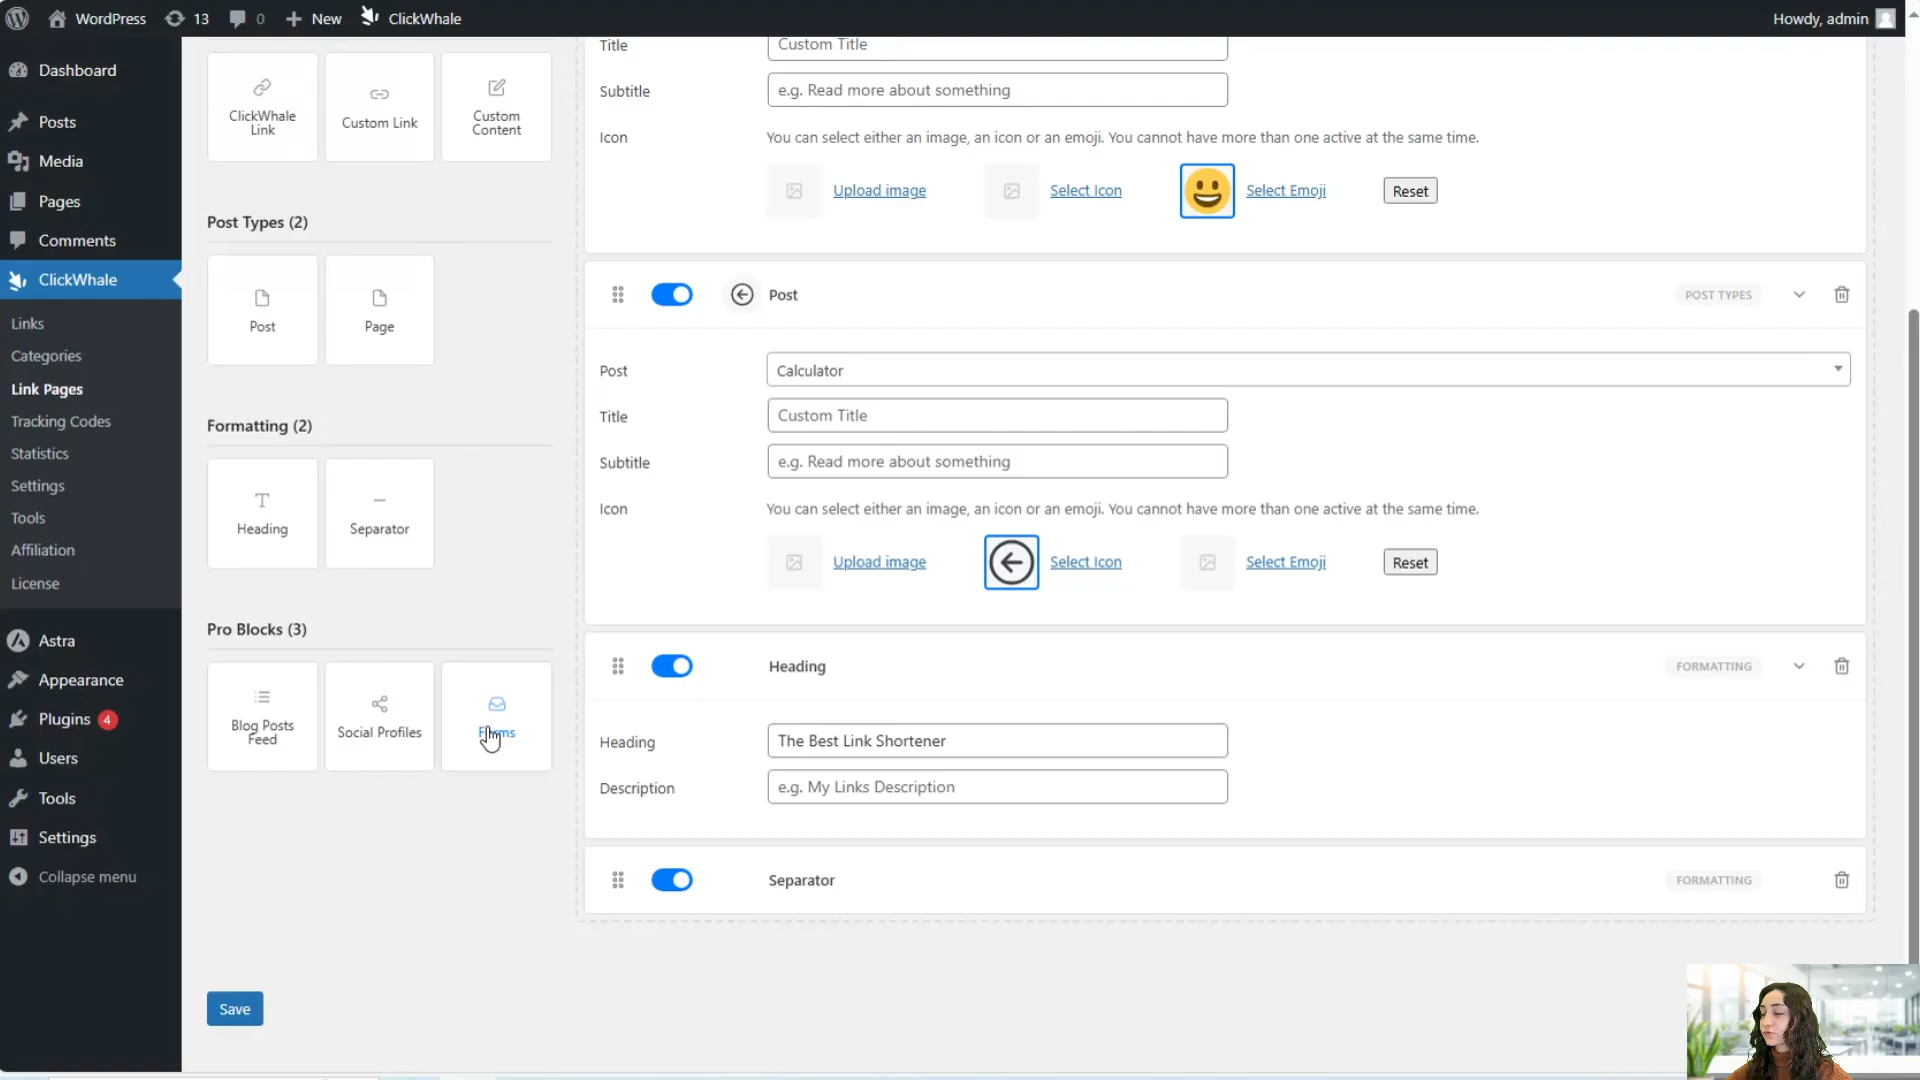 WordPress
13
0
New
ClickWhale
Howdy, admin
Dashboard
Posts
Media
Pages
Comments
ClickWhale
Links
Categories
Link Pages
Tracking Codes
Statistics
Settings
Tools
Affiliation
License
Astra
Appearance
Plugins 4
Users
Tools
Settings
Collapse menu
ClickWhale
Link
Custom Link
Custom
Content
Post Types (2)
Post
Page
Formatting (2)
Heading
Separator
Pro Blocks (3)
Blog Posts
Feed
Social Profiles
Forms
Save
Title
Custom Title
Subtitle
e.g. Read more about something
Icon
You can select either an image, an icon or an emoji. You cannot have more than one active at the same time.
Upload image
Select Icon
Select Emoji
Reset
Post
POST TYPES
Post
Calculator
Title
Custom Title
Subtitle
e.g. Read more about something
Icon
You can select either an image, an icon or an emoji. You cannot have more than one active at the same time.
Upload image
Select Icon
Select Emoji
Reset
Heading
FORMATTING
Heading
The Best Link Shortener
Description
e.g. My Links Description
Separator
FORMATTING